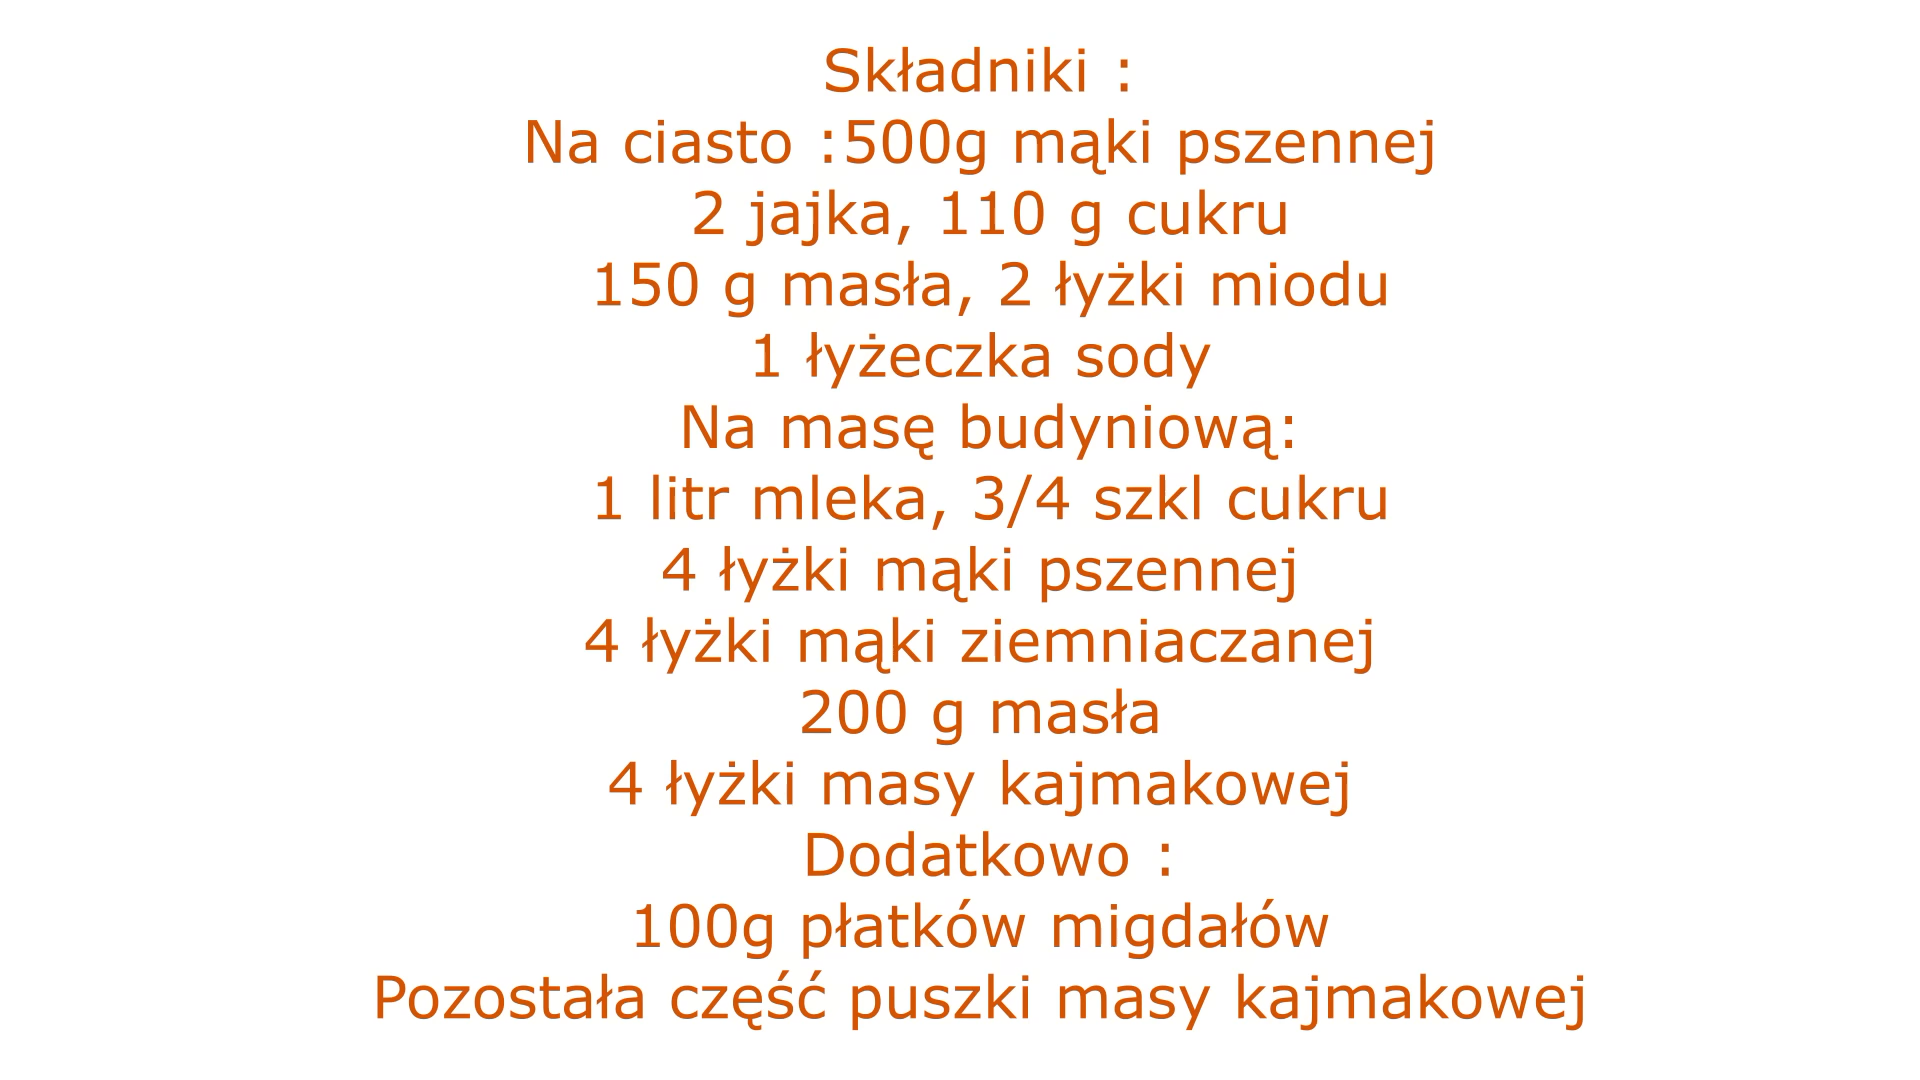 Składniki :
Na ciasto :500g mąki pszennej
2 jajka, 110 g cukru
150 g masła, 2 łyżki miodu
1 łyżeczka sody
Na masę budyniową:
1 litr mleka, 3/4 szkl cukru
4 łyżki mąki pszennej
4 łyżki mąki ziemniaczanej
200 g masła
4 łyżki masy kajmakowej
Dodatkowo :
100g płatków migdałów
Pozostała część puszki masy kajmakowej